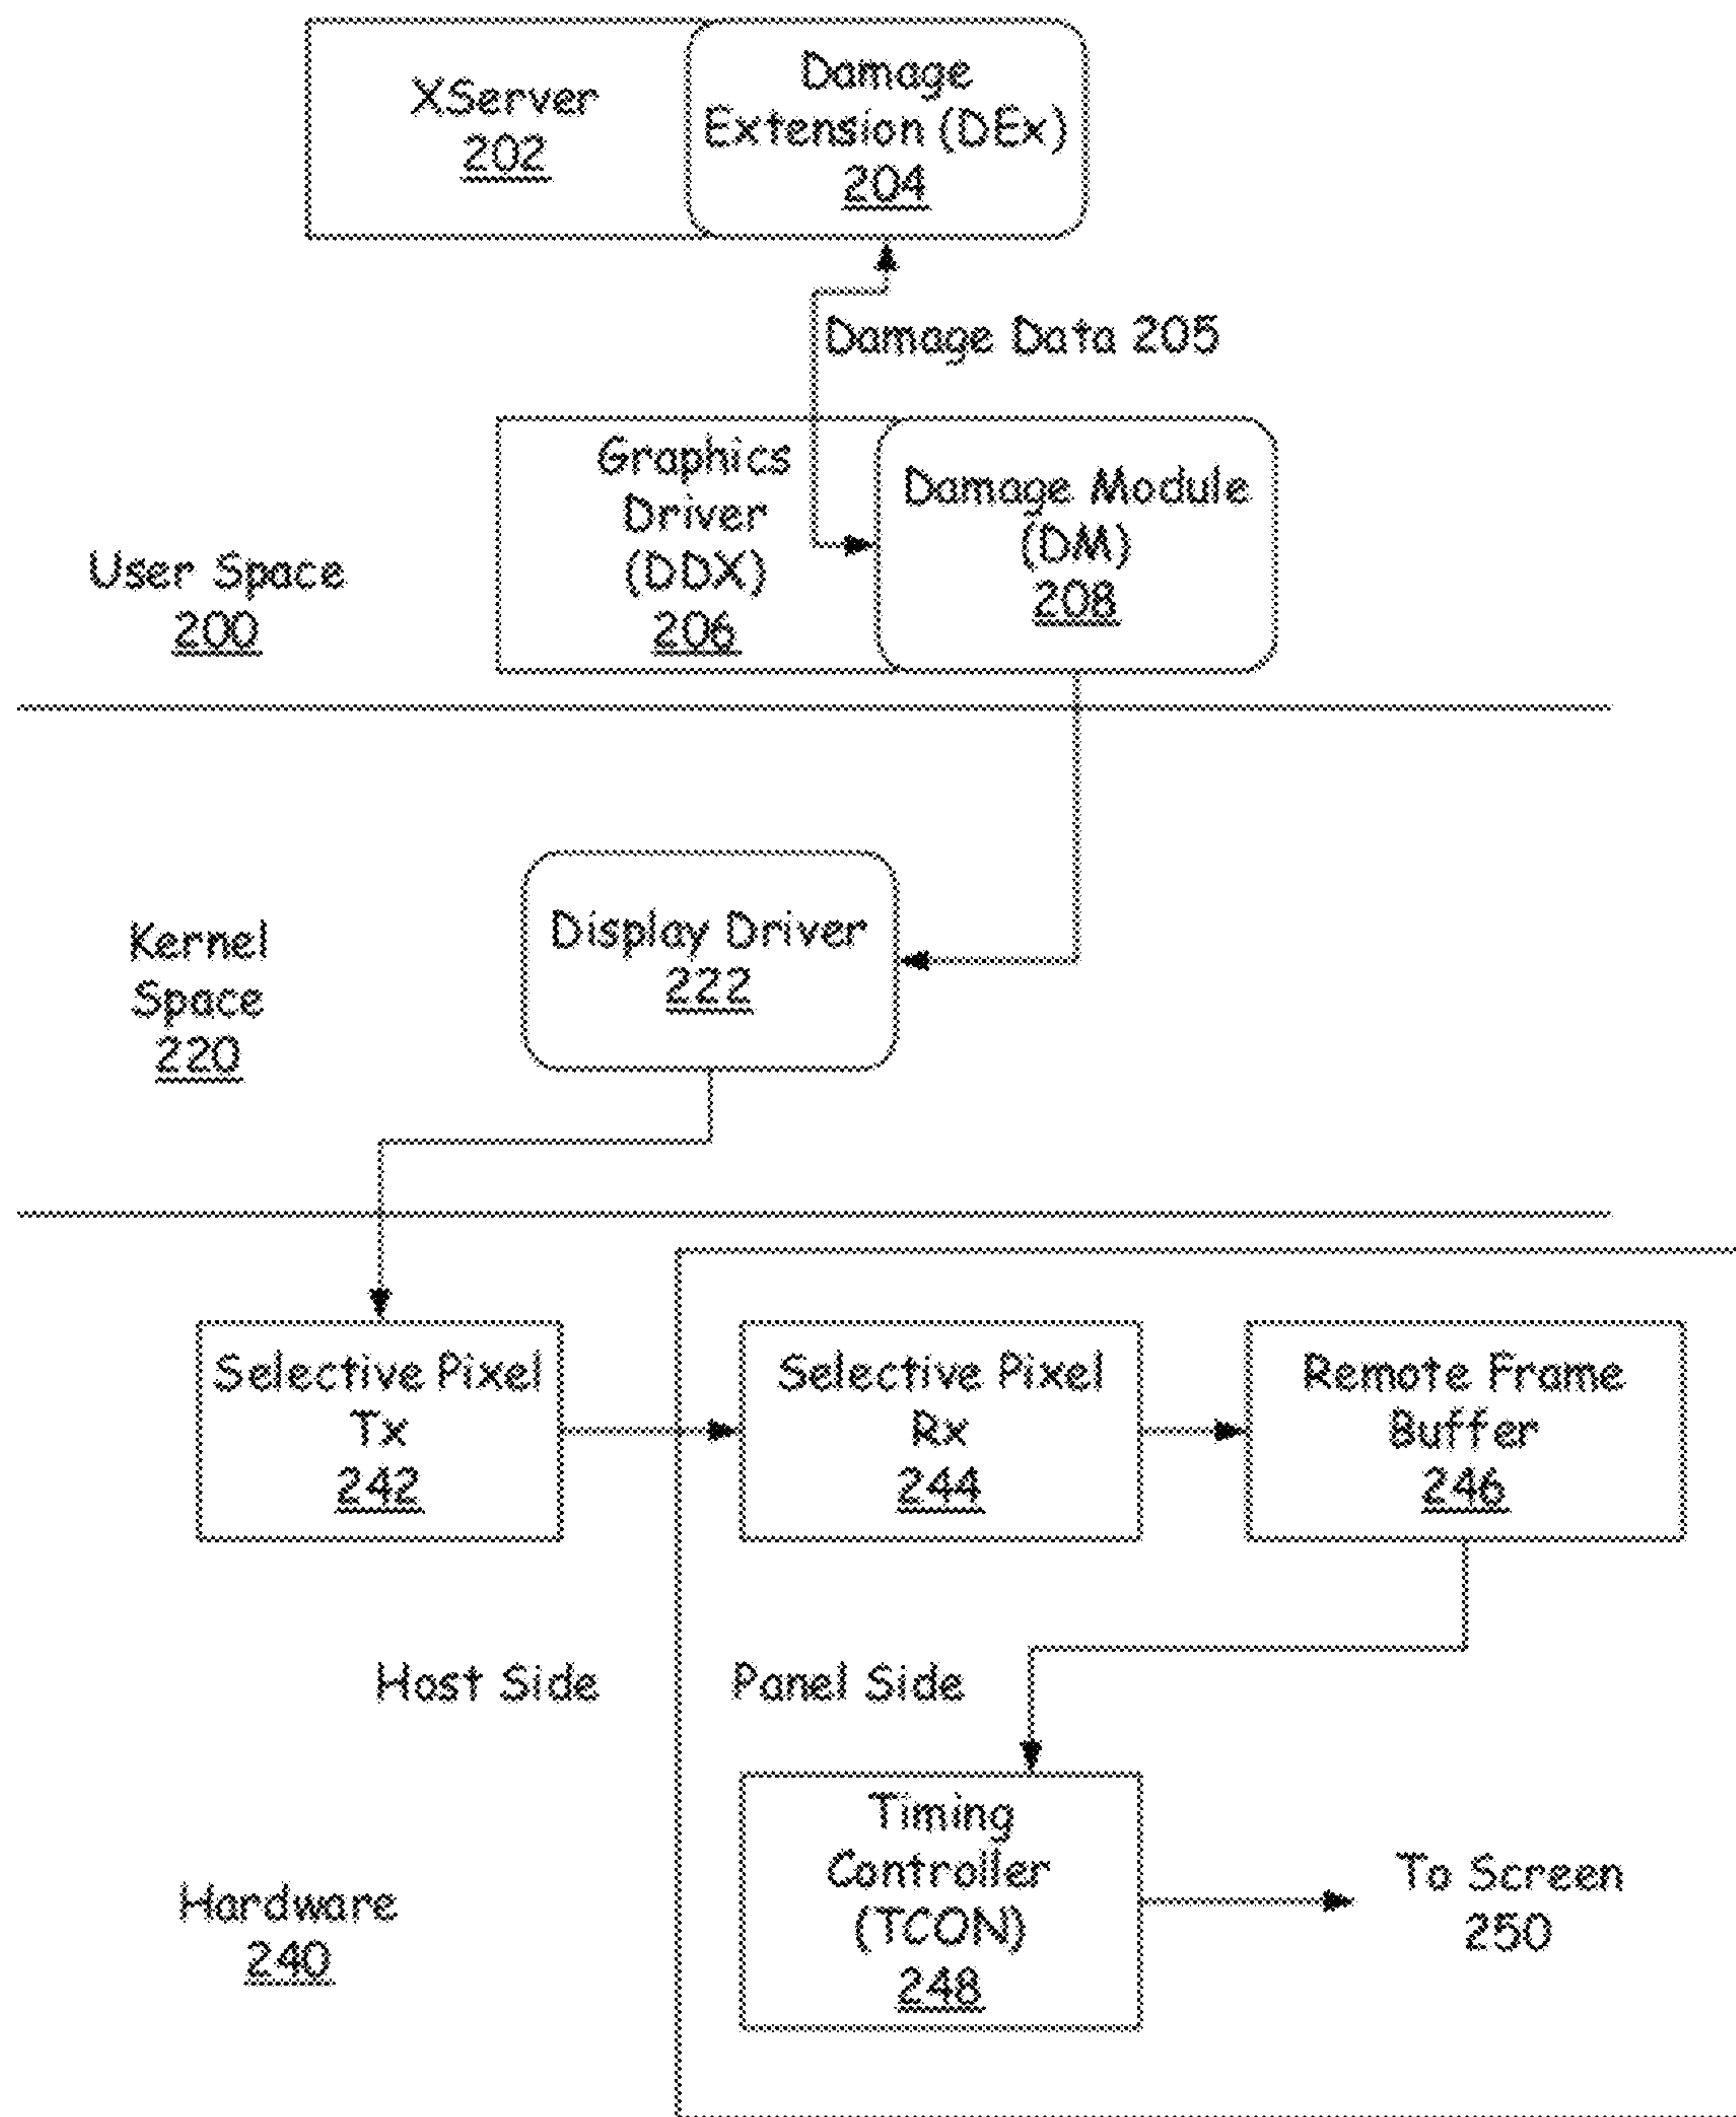 XServer
202
Damage
Extension (DEx)
204
Damage Data 205
Graphics
Driver
(DDX)
206
Damage Module
(DM)
208
User Space
200
Display Driver
222
Kernel
Space
220
Selective Pixel
Tx
242
Selective Pixel
Rx
244
Remote Frame
Buffer
246
Host Side
Panel Side
Timing
Controller
(TCON)
248
To Screen
250
Hardware
240